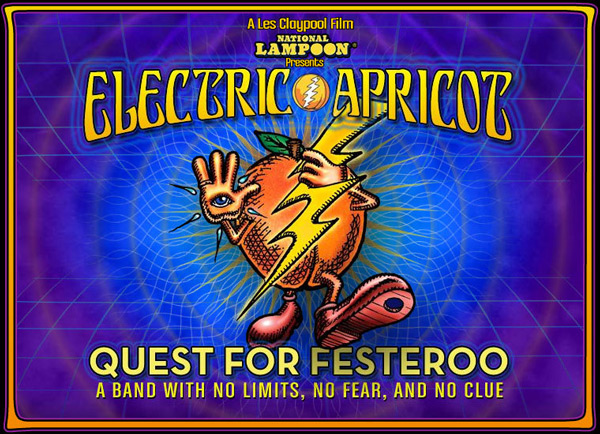 A Les Claypool Film
NATIONAL
LAMPOON®
Presents
ELECTRIC APRICOT
QUEST FOR FESTEROO
A BAND WITH NO LIMITS, NO FEAR, AND NO CLUE